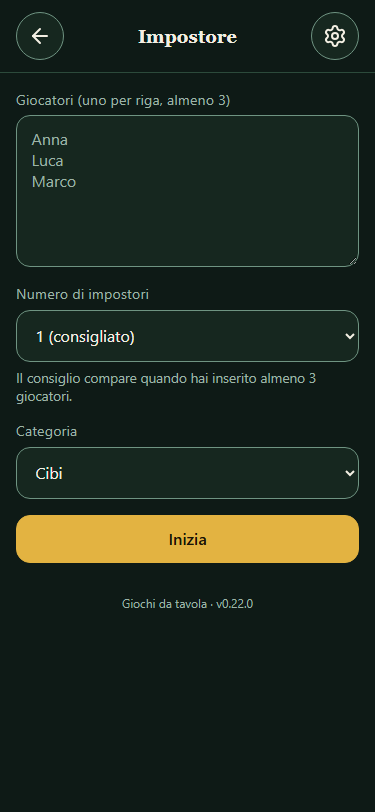 Impostore
Giocatori (uno per riga, almeno 3)
Anna
Luca
Marco
Numero di impostori
1 (consigliato)
Il consiglio compare quando hai inserito almeno 3
giocatori.
Categoria
Cibi
Inizia
Giochi da tavola · v0.22.0